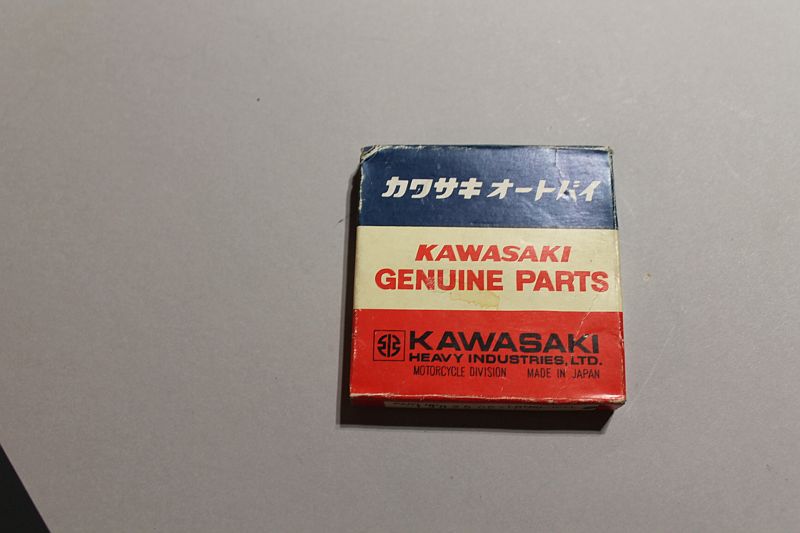 カワサキ オートバイ
KAWASAKI
GENUINE PARTS
KAWASAKI
HEAVY INDUSTRIES, LTD.
MOTORCYCLE DIVISION MADE IN JAPAN